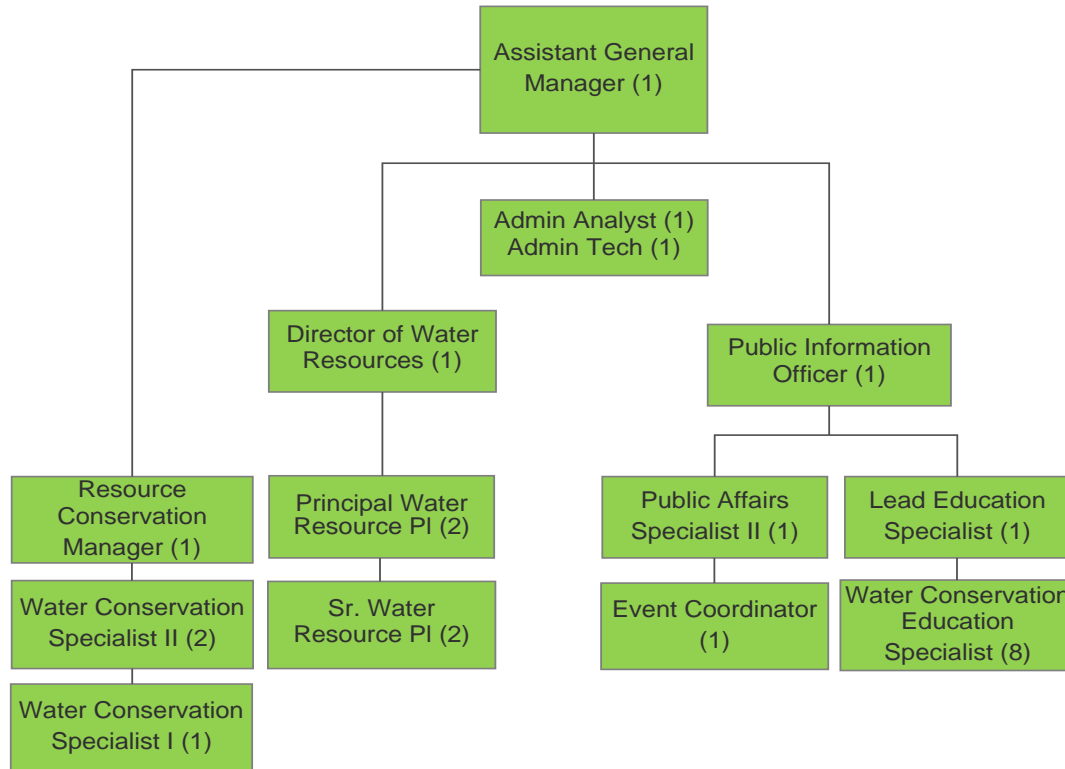 Assistant General
Manager (1)
Admin Analyst (1)
Admin Tech (1)
Director of Water
Resources (1)
Public Information
Officer (1)
Resource
Conservation
Manager (1)
Principal Water
Resource Pl (2)
Public Affairs
Specialist II (1)
Lead Education
Specialist (1)
Water Conservation
Specialist II (2)
Sr. Water
Resource Pl (2)
Event Coordinator
(1)
Water Conservation
Education
Specialist (8)
Water Conservation
Specialist I (1)